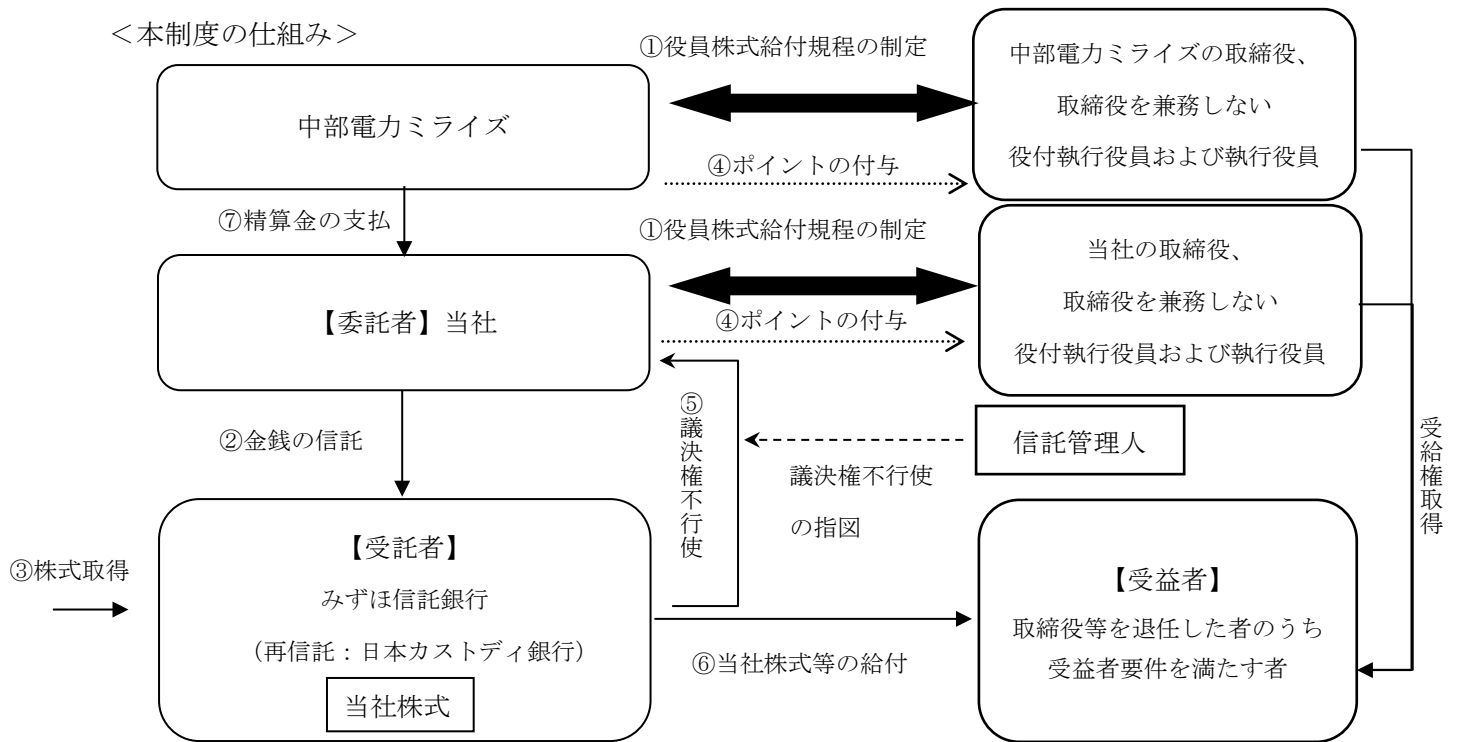 ＜本制度の仕組み＞
①役員株式給付規程の制定
中部電力ミライズ
中部電力ミライズの取締役、
取締役を兼務しない
役付執行役員および執行役員
④ポイントの付与
⑦精算金の支払
①役員株式給付規程の制定
【委託者】当社
当社の取締役、
取締役を兼務しない
役付執行役員および執行役員
④ポイントの付与
②金銭の信託
⑤議決権不行使
信託管理人
議決権不行使
の指図
受給権取得
③株式取得
【受託者】
みずほ信託銀行
（再信託：日本カストディ銀行）
当社株式
⑥当社株式等の給付
【受益者】
取締役等を退任した者のうち
受益者要件を満たす者